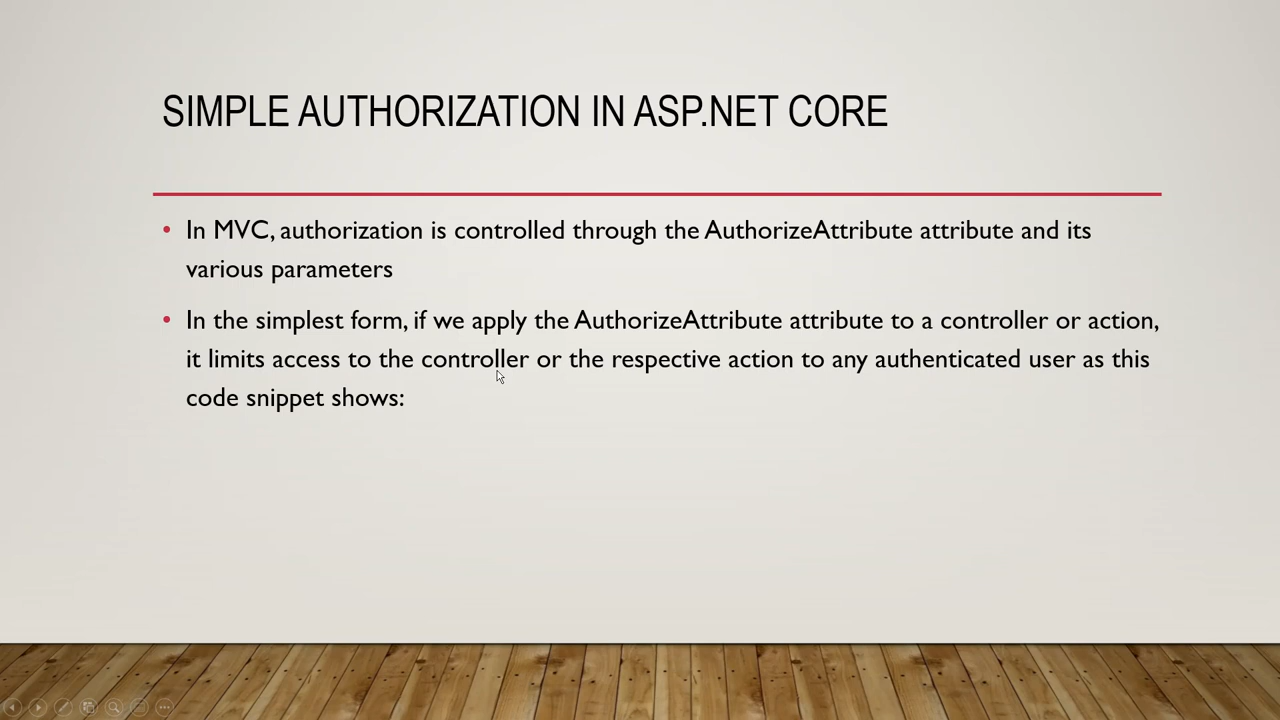 SIMPLE AUTHORIZATION IN ASP.NET CORE
• In MVC, authorization is controlled through the AuthorizeAttribute attribute and its
various parameters
• In the simplest form, if we apply the AuthorizeAttribute attribute to a controller or action,
it limits access to the controller or the respective action to any authenticated user as this
code snippet shows: